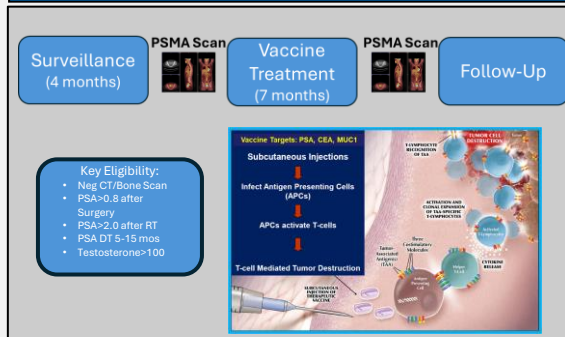 PSMA Scan
PSMA Scan
Surveillance
(4 months)
Vaccine
Treatment
(7 months)
Follow-Up
Key Eligibility:
• Neg CT/Bone Scan
• PSA>0.8 after
Surgery
• PSA>2.0 after RT
• PSA DT 5-15 mos
• Testosterone>100
Vaccine Targets: PSA, CEA, MUC1
Subcutaneous Injections
Infect Antigen Presenting Cells
(APCs)
APCs activate T-cells
T-cell Mediated Tumor Destruction
T-LYMPHOCYTE
RECOGNITION
OF TAA
TUMOR CELL
DESTRUCTION
ACTIVATION AND
CLONAL EXPANSION
OF TAA-SPECIFIC
T-LYMPHOCYTES
CYTOKINE
RELEASE
Three
Costimulatory
Molecules
Tumor-
Associated
Antigens (TAA)
Antigen
Presenting
Cell
SUBCUTANEOUS
INJECTION OF
THERAPEUTIC
VACCINE